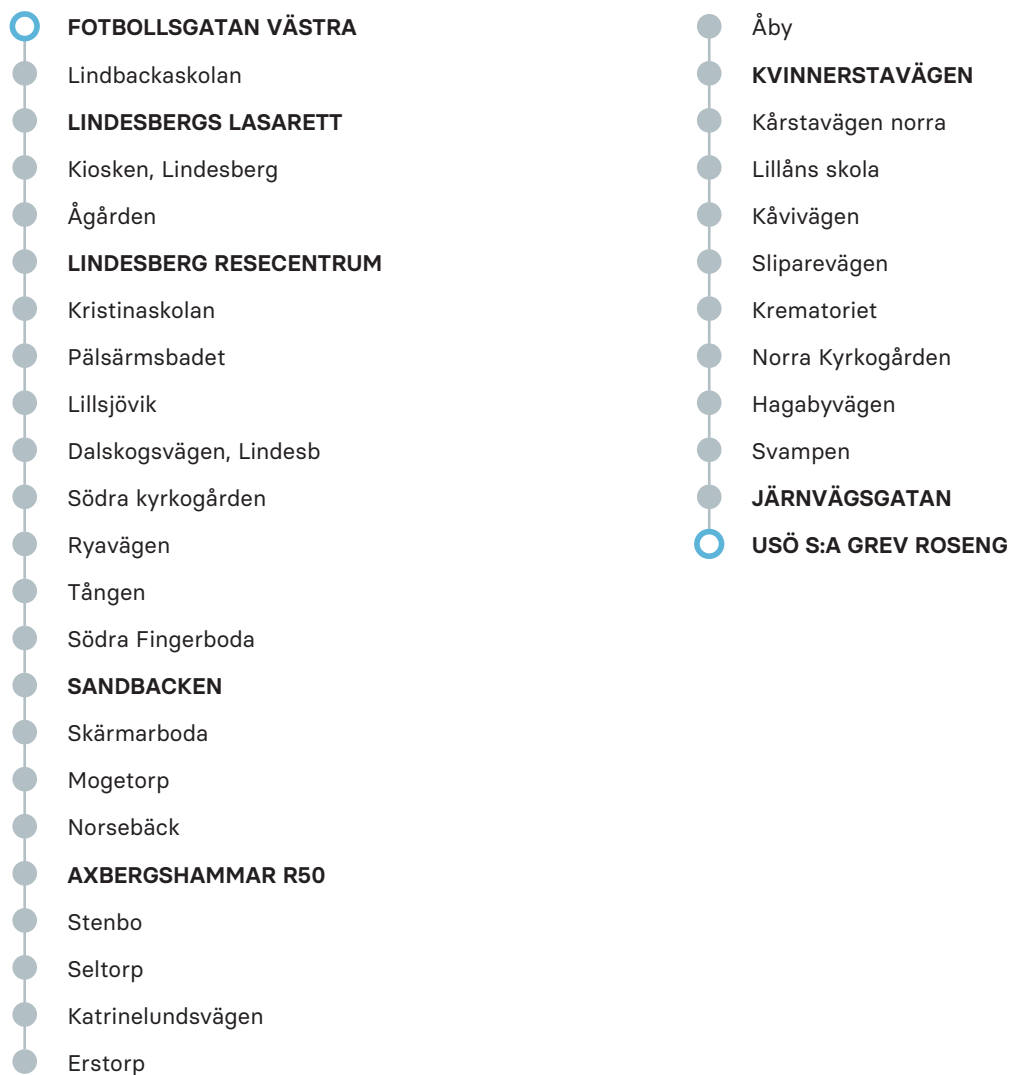 FOTBOLLSGATAN VÄSTRA
Lindbackaskolan
LINDESBERGS LASARETT
Kiosken, Lindesberg
Ågården
LINDESBERG RESECENTRUM
Kristinaskolan
Pälsärmsbadet
Lillsjövik
Dalskogsvägen, Lindesb
Södra kyrkogården
Ryavägen
Tången
Södra Fingerboda
SANDBACKEN
Skärmarboda
Mogetorp
Norsebäck
AXBERGSHAMMAR R50
Stenbo
Seltorp
Katrinelundsvägen
Erstorp
Åby
KVINNERSTAVÄGEN
Kårstavägen norra
Lillåns skola
Kåvivägen
Sliparevägen
Krematoriet
Norra Kyrkogården
Hagabyvägen
Svampen
JÄRNVÄGSGATAN
USÖ S:A GREV ROSENG